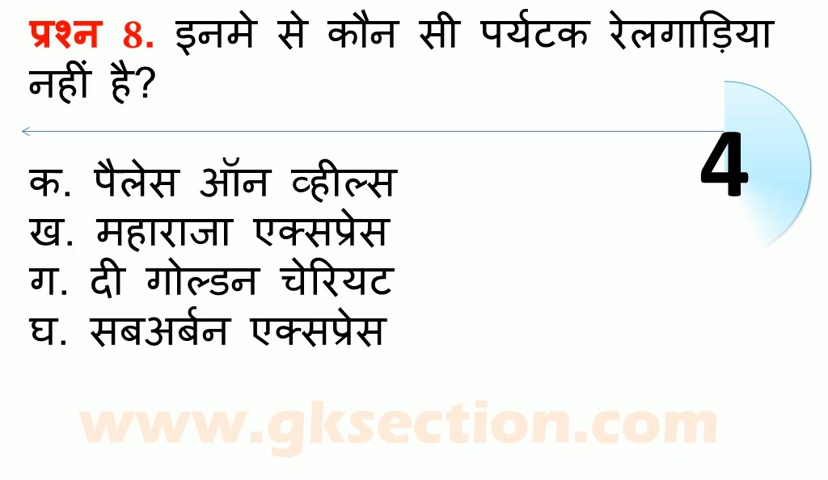 प्रश्न 8. इनमे से कौन सी पर्यटक रेलगाड़िया
नहीं है?
4
क. पैलेस ऑन व्हील्स
ख. महाराजा एक्सप्रेस
ग. दी गोल्डन चेरियट
घ. सबअर्बन एक्सप्रेस
www.gksection.com